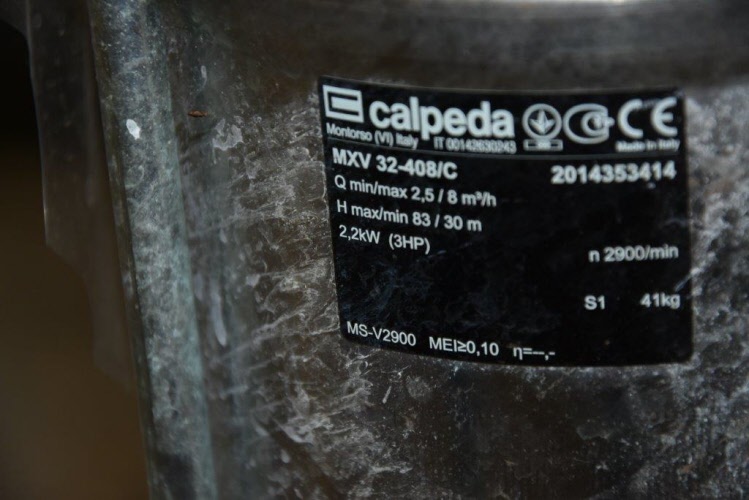 calpeda
Montorso (VI) Italy IT 00142630243
Made in Italy
MXV 32-408/C 2014353414
Q min/max 2,5 / 8 m³/h
H max/min 83 / 30 m
2,2kW (3HP)
n 2900/min
S1 41kg
MS-V2900 MEI≥0,10 η=--,-